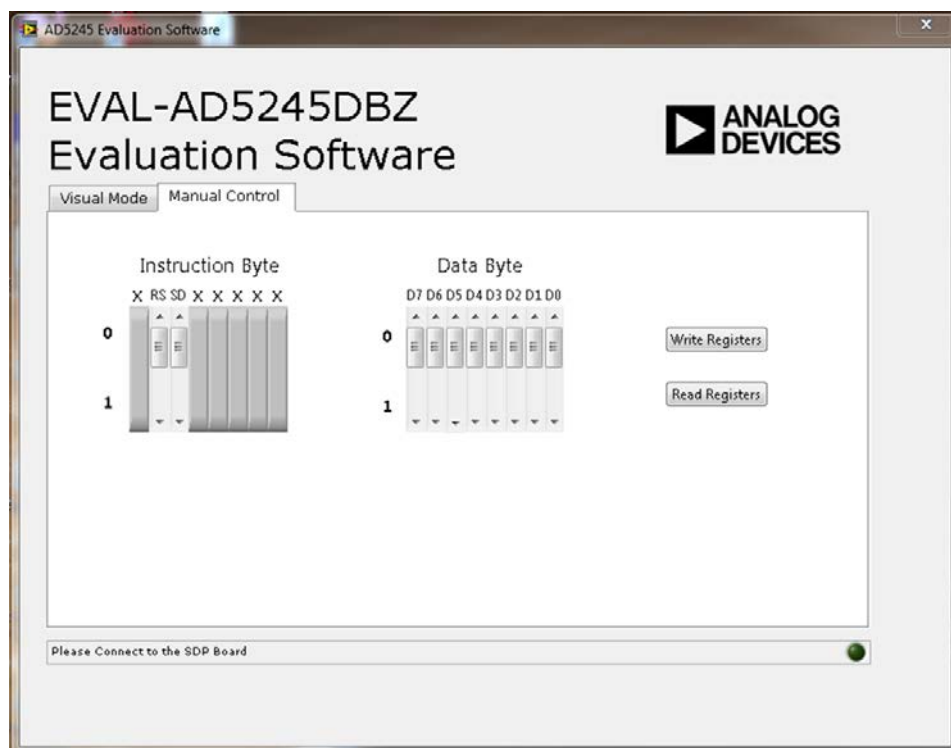 AD5245 Evaluation Software
x
EVAL-AD5245DBZ
Evaluation Software
ANALOG
DEVICES
Visual Mode
Manual Control
Instruction Byte
X RS SD X X X X X
0
1
Data Byte
D7 D6 D5 D4 D3 D2 D1 D0
0
1
Write Registers
Read Registers
Please Connect to the SDP Board